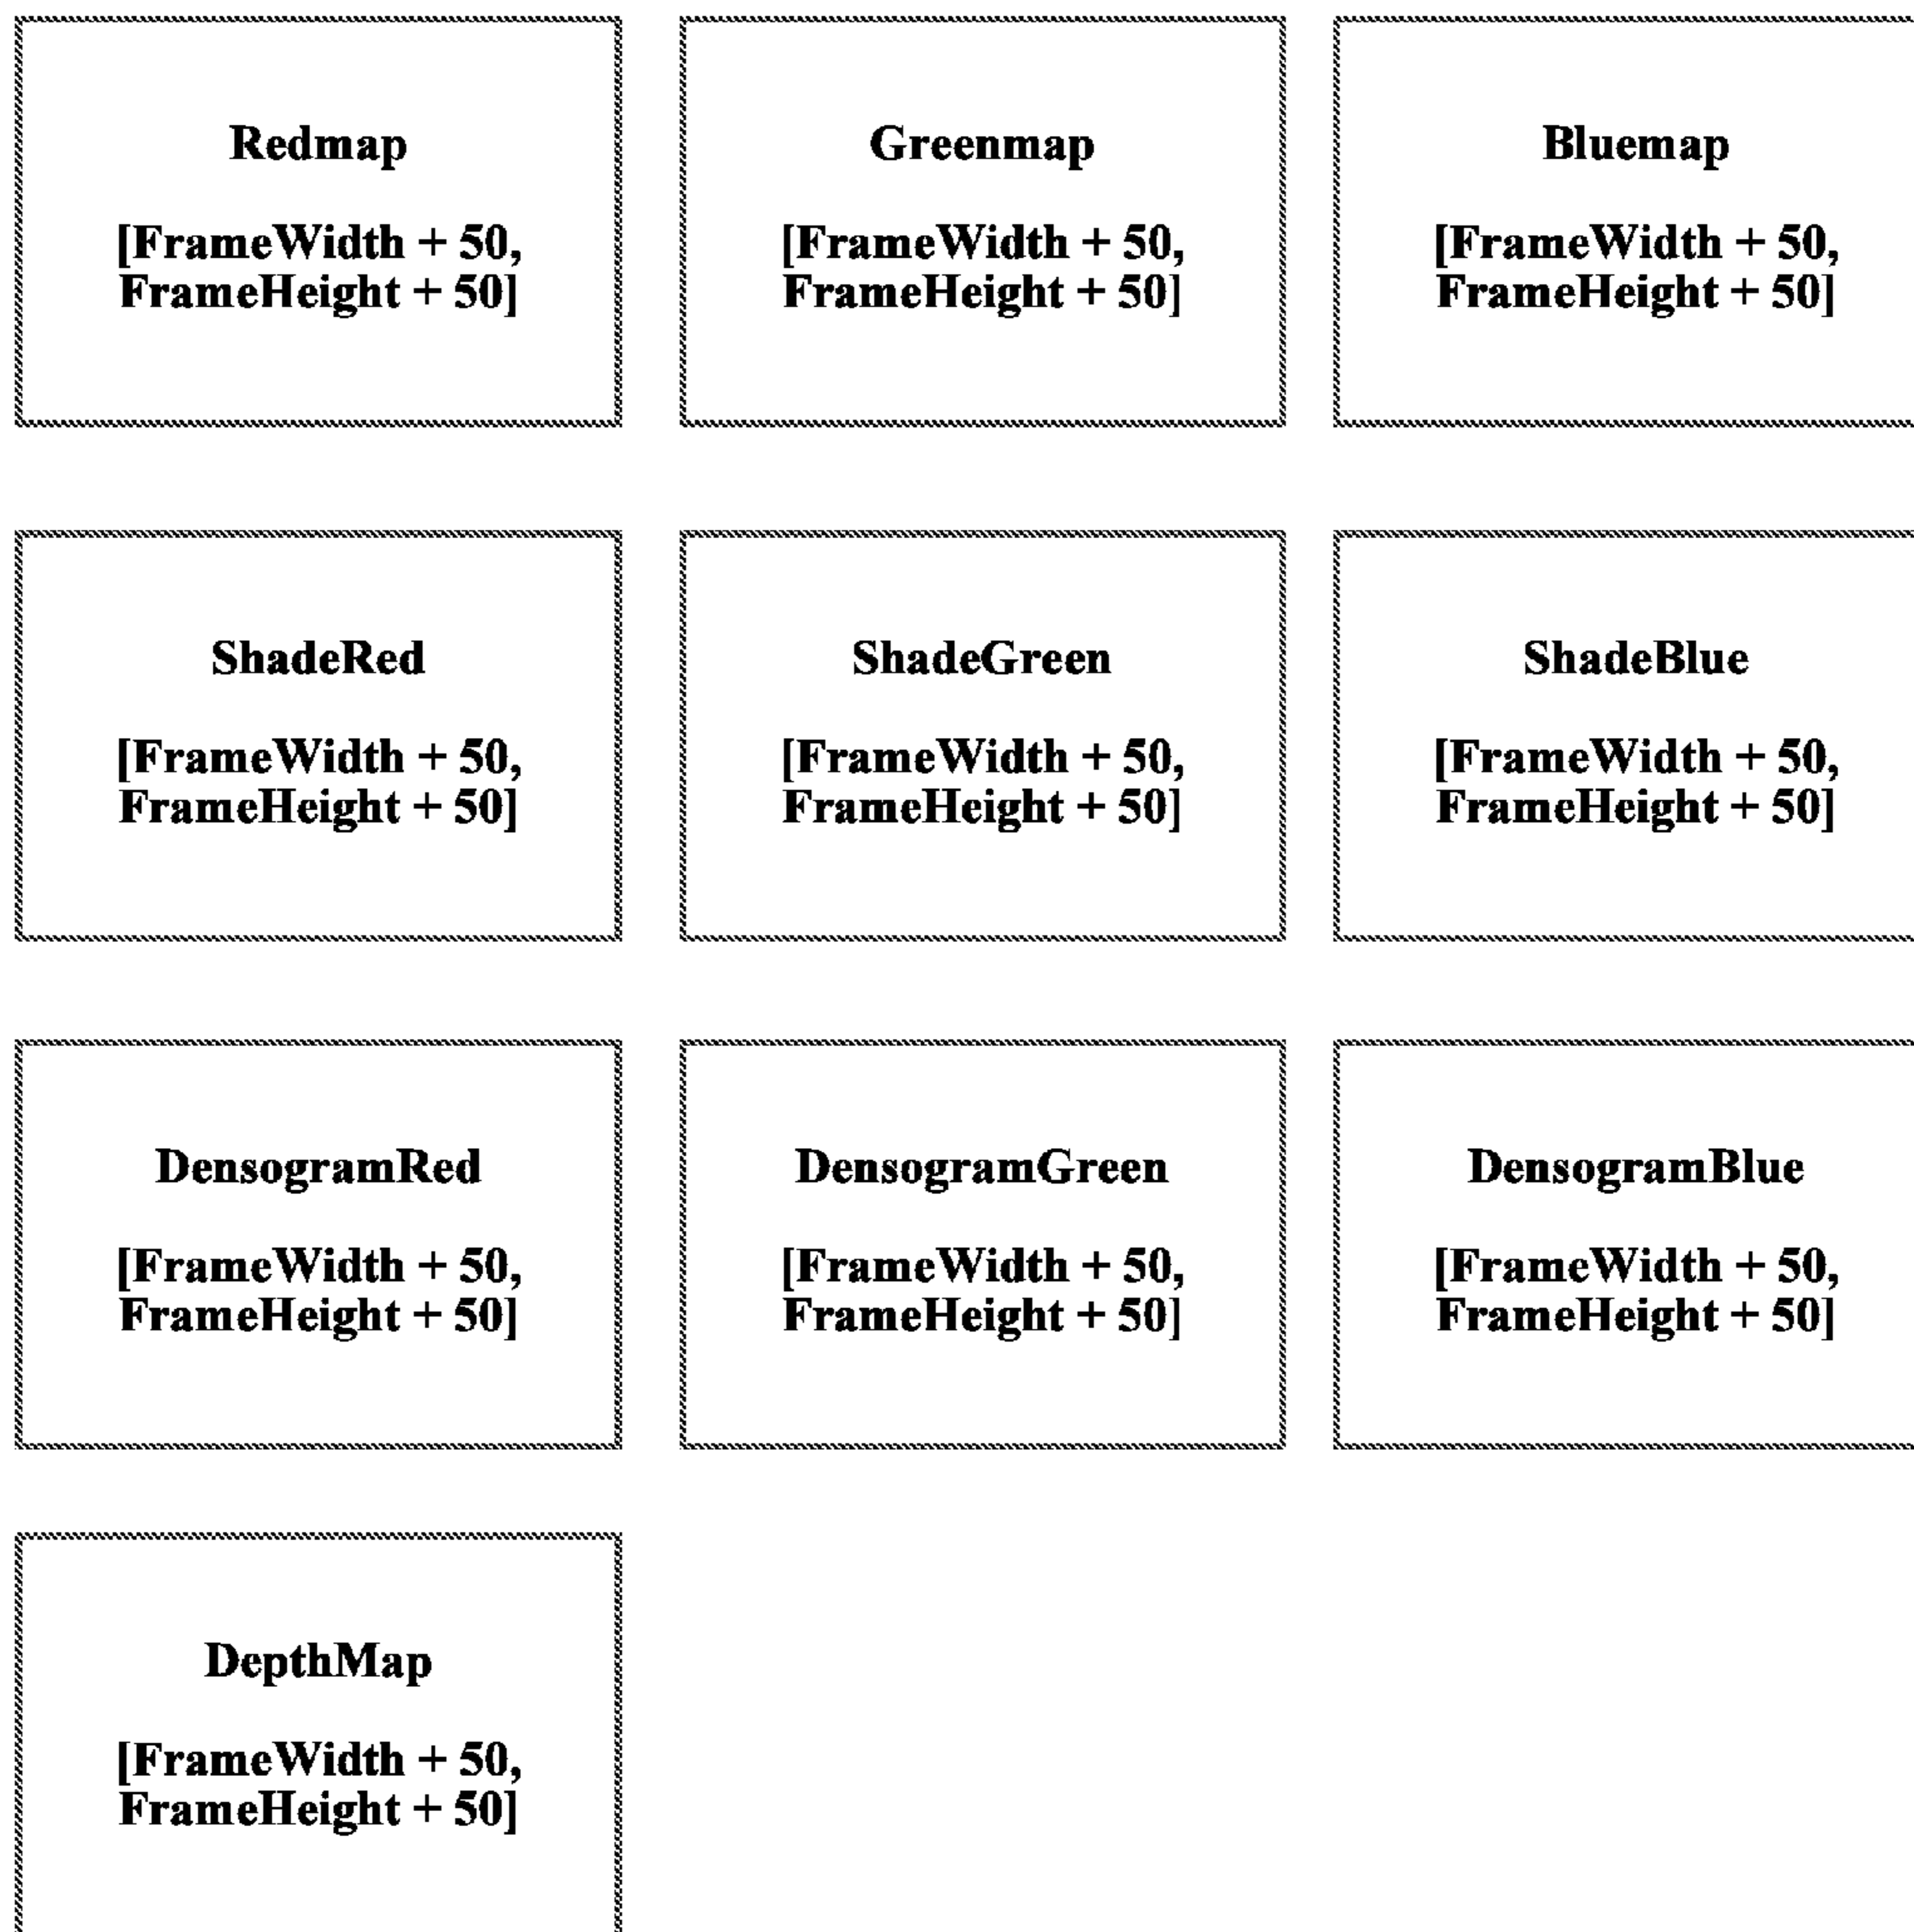 Redmap
[FrameWidth + 50,
FrameHeight + 50]
Greenmap
[FrameWidth + 50,
FrameHeight + 50]
Bluemap
[FrameWidth + 50,
FrameHeight + 50]
ShadeRed
[FrameWidth + 50,
FrameHeight + 50]
ShadeGreen
[FrameWidth + 50,
FrameHeight + 50]
ShadeBlue
[FrameWidth + 50,
FrameHeight + 50]
DensogramRed
[FrameWidth + 50,
FrameHeight + 50]
DensogramGreen
[FrameWidth + 50,
FrameHeight + 50]
DensogramBlue
[FrameWidth + 50,
FrameHeight + 50]
DepthMap
[FrameWidth + 50,
FrameHeight + 50]